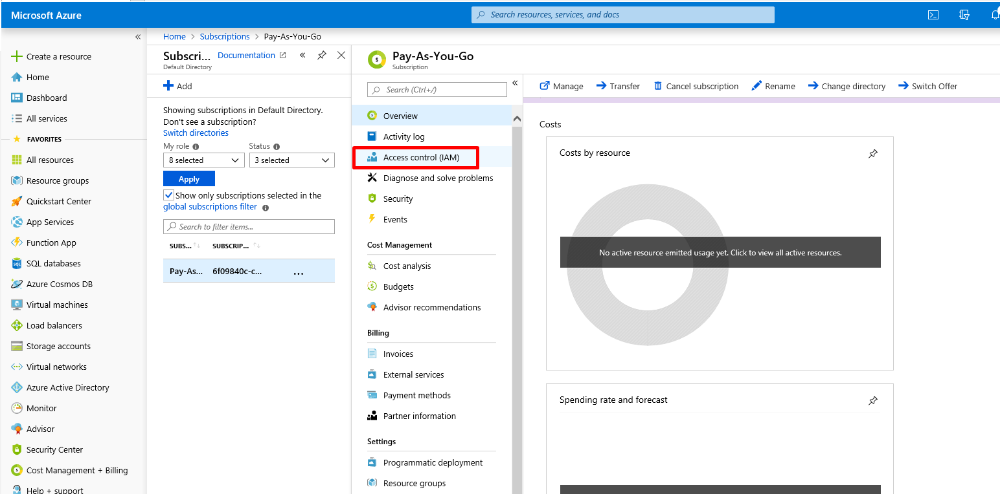 Microsoft Azure
Search resources, services, and docs
Home > Subscriptions > Pay-As-You-Go
Create a resource
Home
Dashboard
All services
FAVORITES
All resources
Resource groups
Quickstart Center
App Services
Function App
SQL databases
Azure Cosmos DB
Virtual machines
Load balancers
Storage accounts
Virtual networks
Azure Active Directory
Monitor
Advisor
Security Center
Cost Management + Billing
Help + support
Subscri... Documentation
Default Directory
Add
Showing subscriptions in Default Directory.
Don't see a subscription?
Switch directories
My role Status
8 selected 3 selected
Apply
Show only subscriptions selected in the
global subscriptions filter
Search to filter items...
SUBS... SUBSCRIP...
Pay-As... 6f09840c-c... ...
Pay-As-You-Go
Subscription
Search (Ctrl+/)
Overview
Activity log
Access control (IAM)
Diagnose and solve problems
Security
Events
Cost Management
Cost analysis
Budgets
Advisor recommendations
Billing
Invoices
External services
Payment methods
Partner information
Settings
Programmatic deployment
Resource groups
Manage Transfer Cancel subscription Rename Change directory Switch Offer
Costs
Costs by resource
No active resource emitted usage yet. Click to view all active resources.
Spending rate and forecast